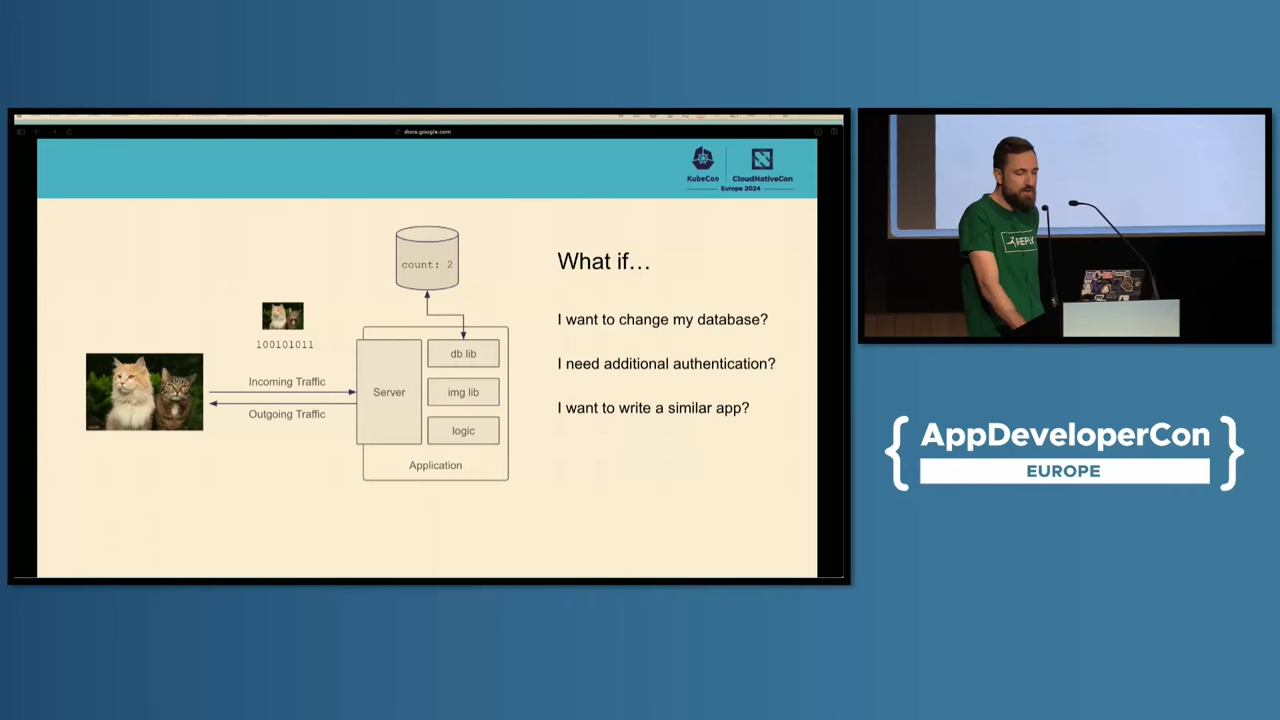 docs.google.com
KubeCon
CloudNativeCon
Europe 2024
count: 2
What if…
I want to change my database?
I need additional authentication?
I want to write a similar app?
100101011
Incoming Traffic
Outgoing Traffic
Server
db lib
img lib
logic
Application
REPLY
AppDeveloperCon
EUROPE